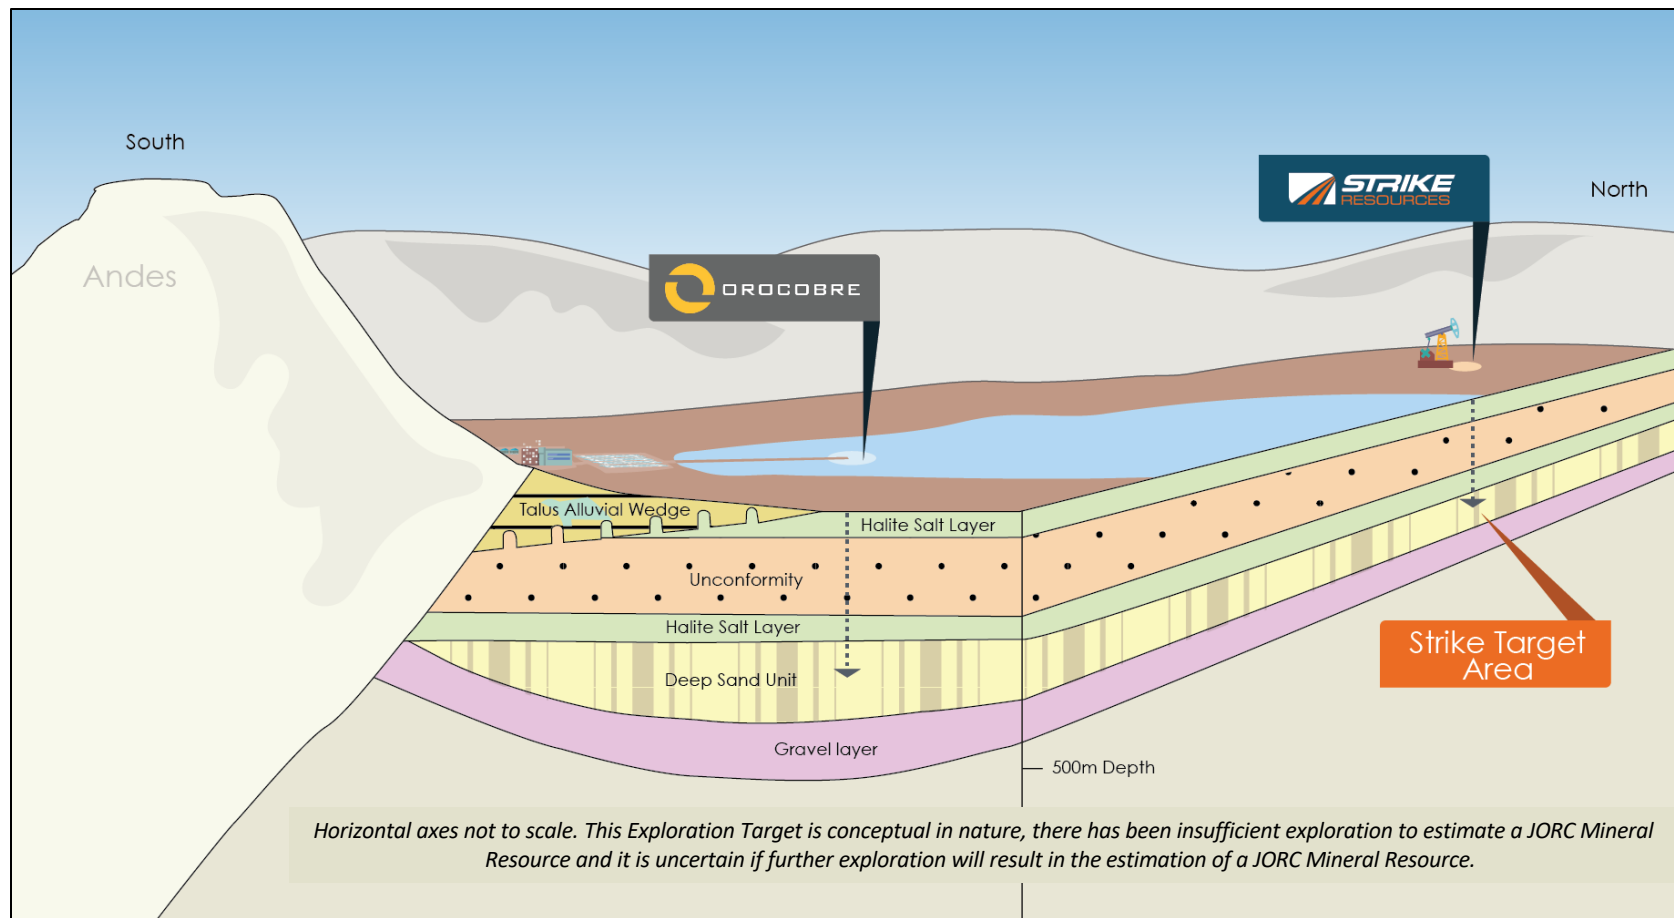 South
STRIKE
RESOURCES
North
Andes
OROCOBRE
Talus Alluvial Wedge
Halite Salt Layer
Unconformity
Halite Salt Layer
Strike Target
Area
Deep Sand Unit
Gravel layer
500m Depth
Horizontal axes not to scale. This Exploration Target is conceptual in nature, there has been insufficient exploration to estimate a JORC Mineral
Resource and it is uncertain if further exploration will result in the estimation of a JORC Mineral Resource.